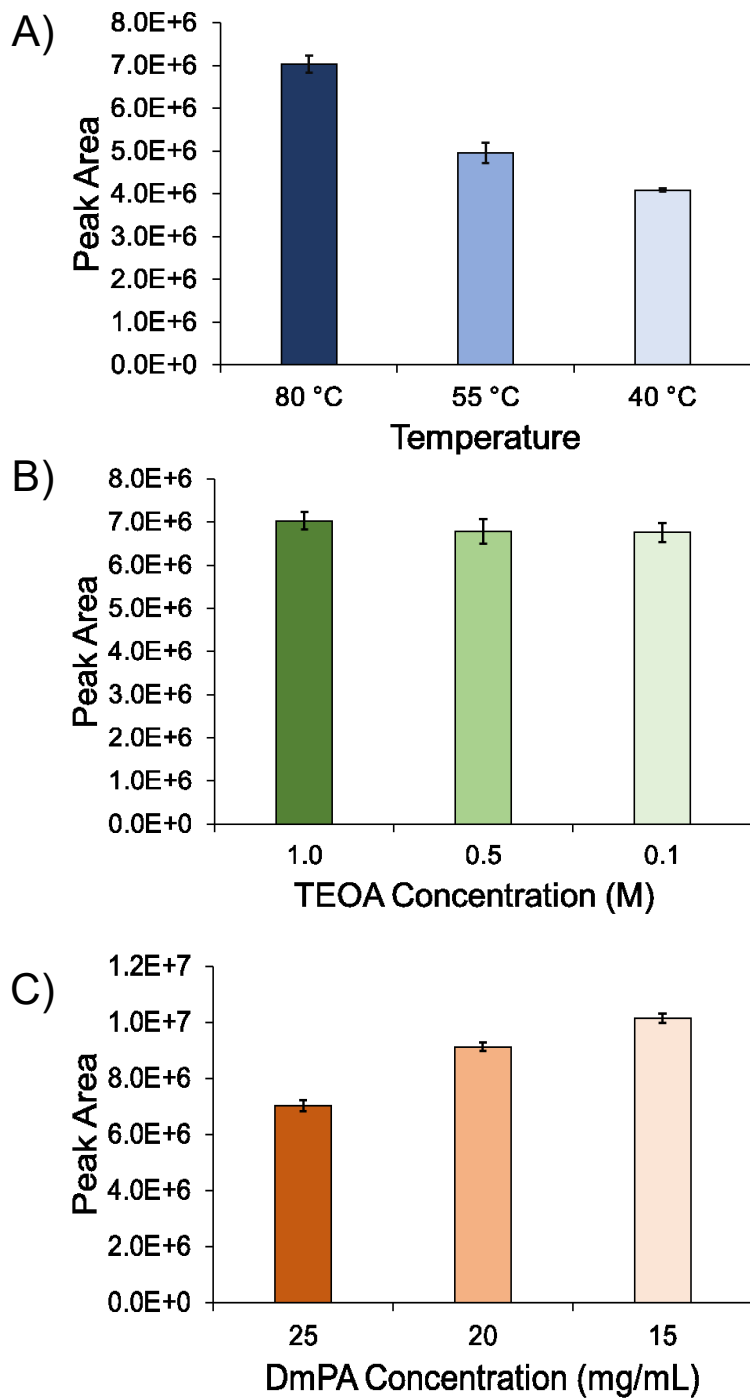 A)
8.0E+6
7.0E+6
6.0E+6
5.0E+6
4.0E+6
3.0E+6
2.0E+6
1.0E+6
0.0E+0
Peak Area
80 °C 55 °C 40 °C
Temperature
B)
8.0E+6
7.0E+6
6.0E+6
5.0E+6
4.0E+6
3.0E+6
2.0E+6
1.0E+6
0.0E+0
Peak Area
1.0 0.5 0.1
TEOA Concentration (M)
C)
1.2E+7
1.0E+7
8.0E+6
6.0E+6
4.0E+6
2.0E+6
0.0E+0
Peak Area
25 20 15
DmPA Concentration (mg/mL)